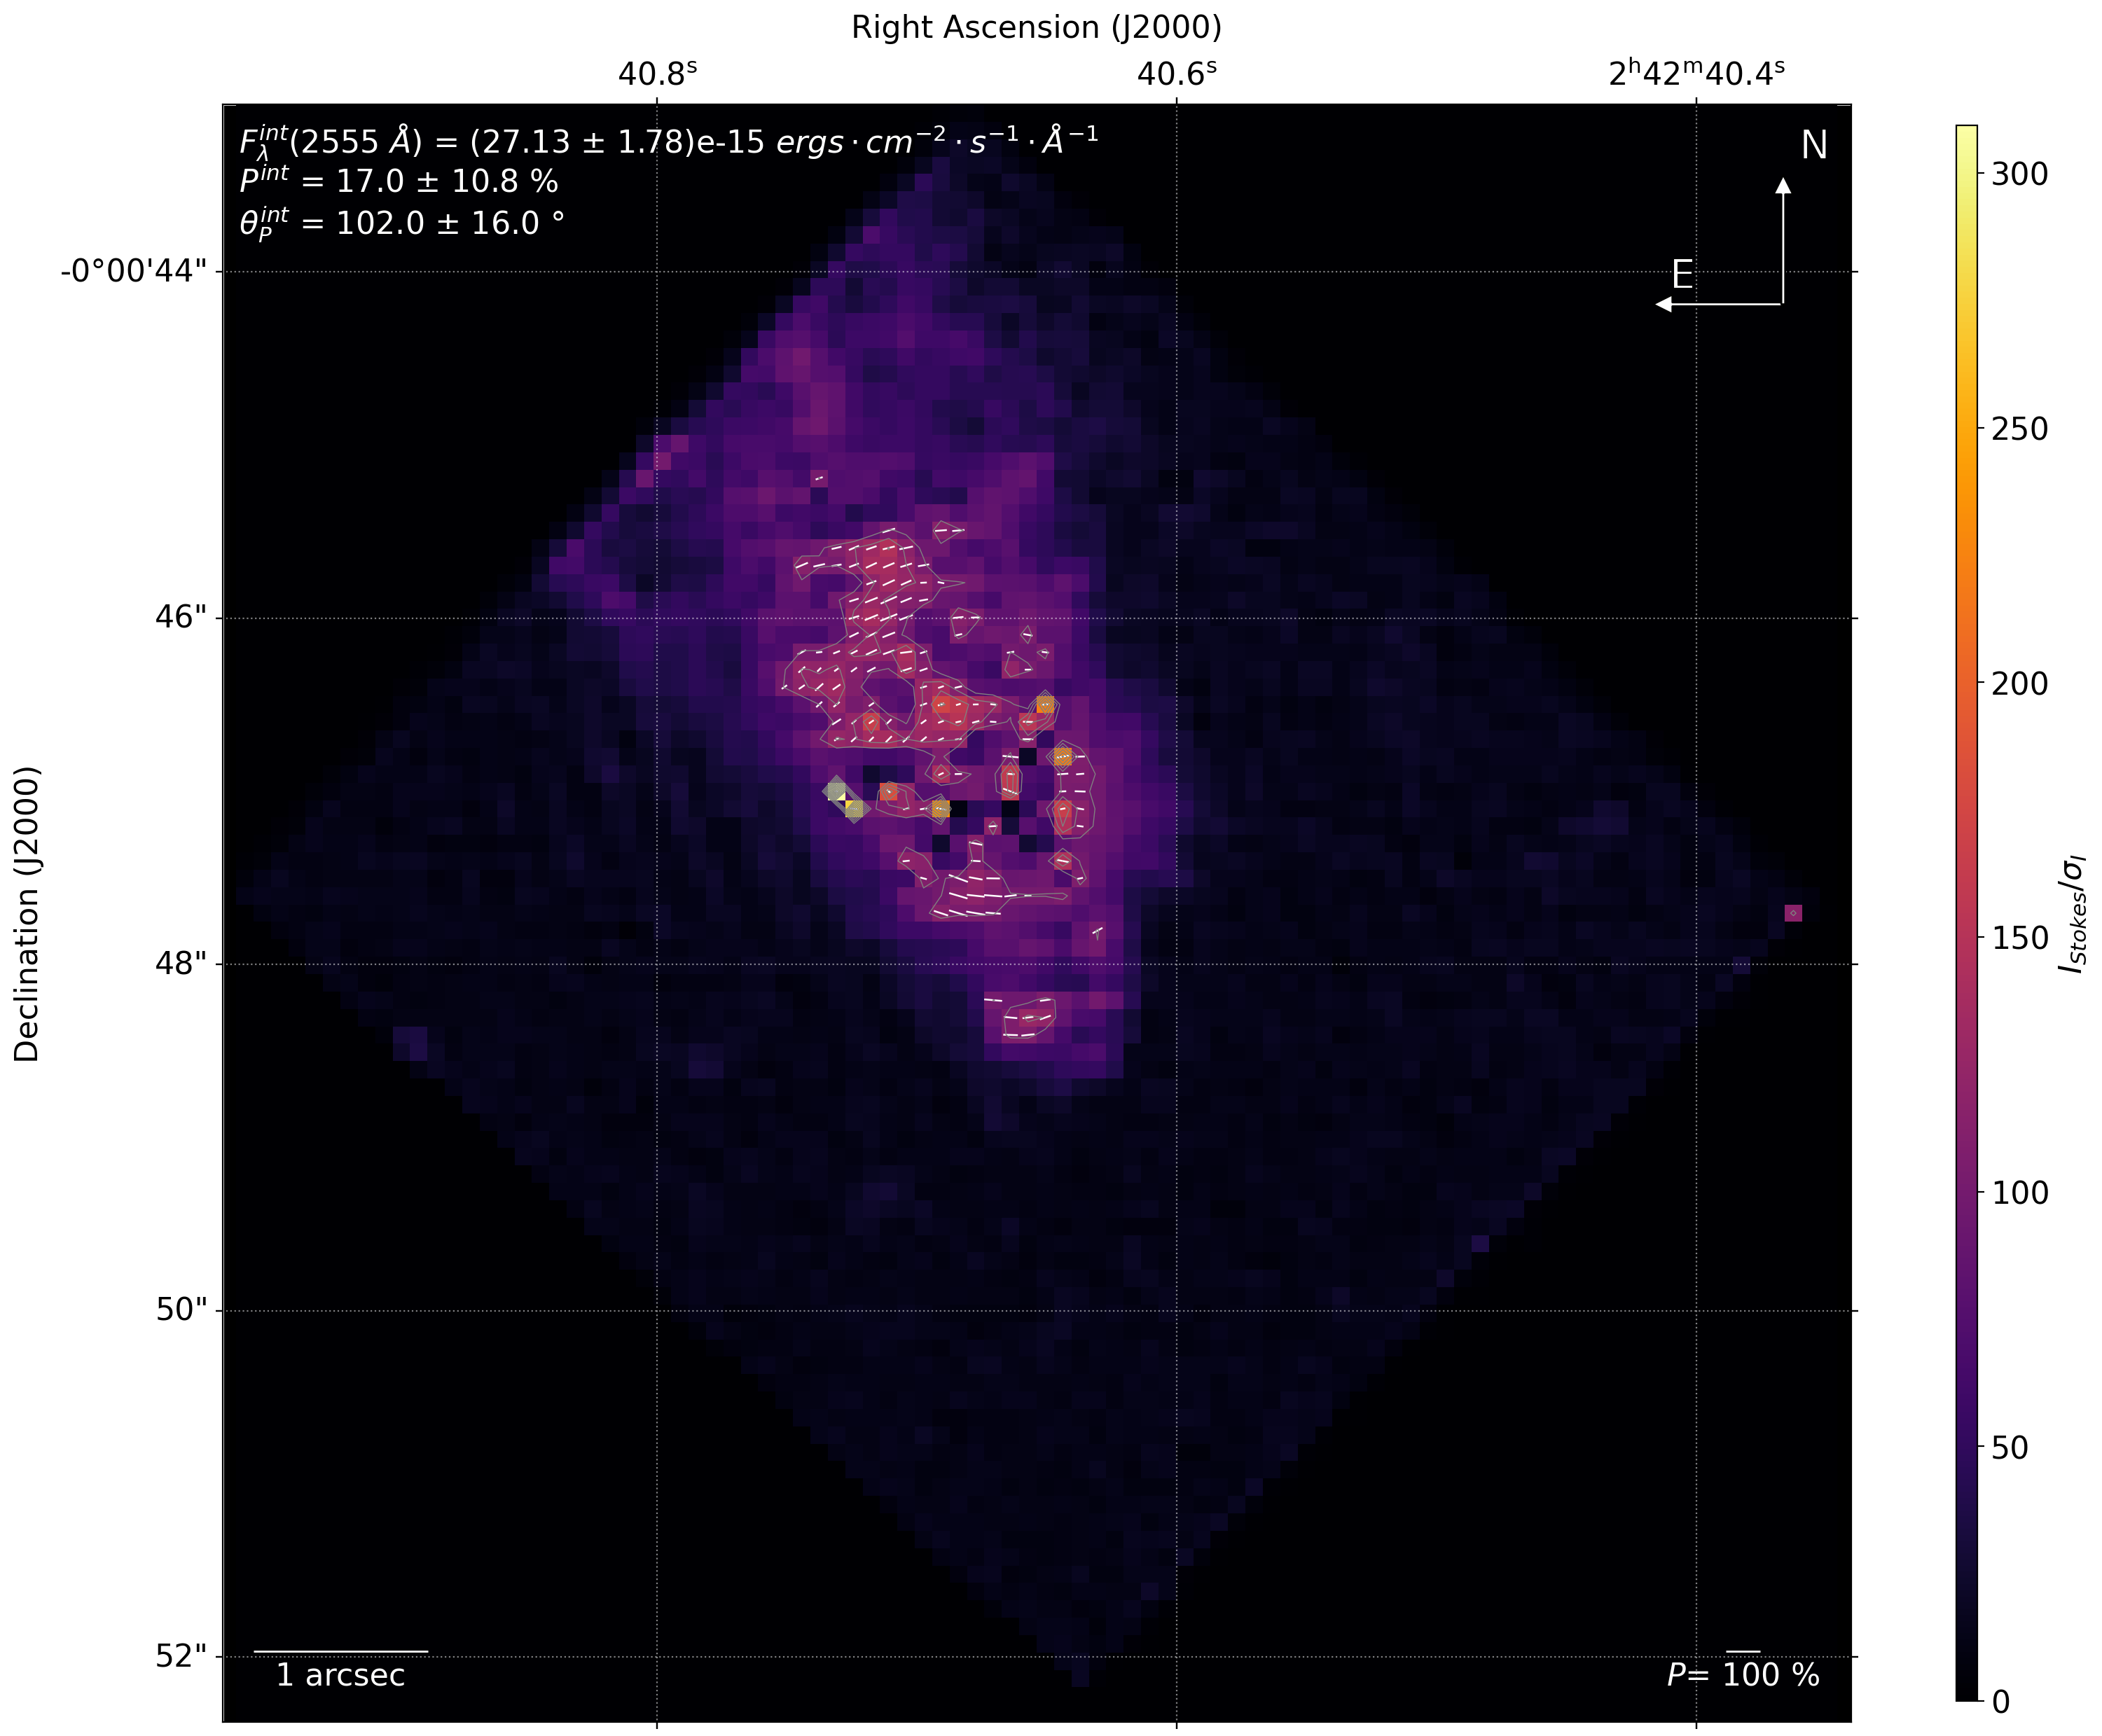 Right Ascension (J2000)
40.8ˢ 40.6ˢ 2ʰ42ᵐ40.4ˢ
F_λ^int(2555 Å) = (27.13 ± 1.78)e-15 ergs · cm⁻² · s⁻¹ · Å⁻¹
P^int = 17.0 ± 10.8 %
θ_P^int = 102.0 ± 16.0 °
N
E
-0°00'44"
46"
48"
50"
52"
Declination (J2000)
1 arcsec
P= 100 %
300
250
200
150
100
50
0
I_Stokes/σ_I